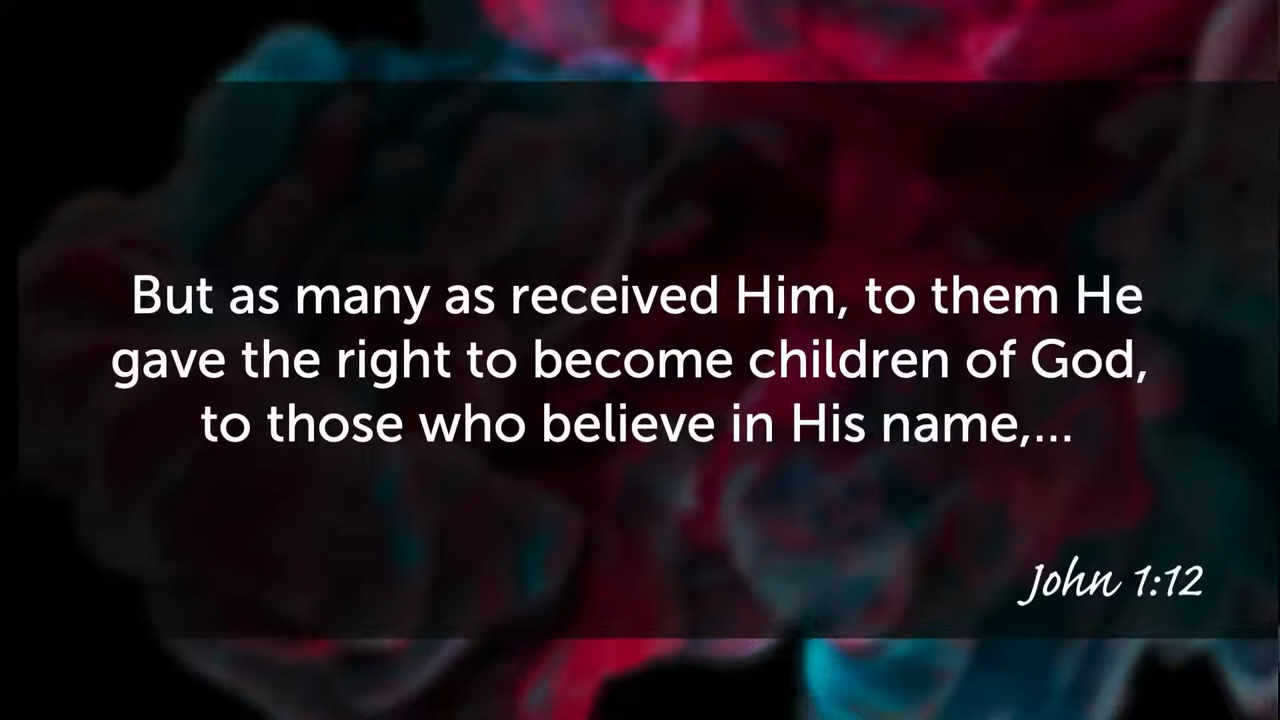 But as many as received Him, to them He
gave the right to become children of God,
to those who believe in His name,...
John 1:12